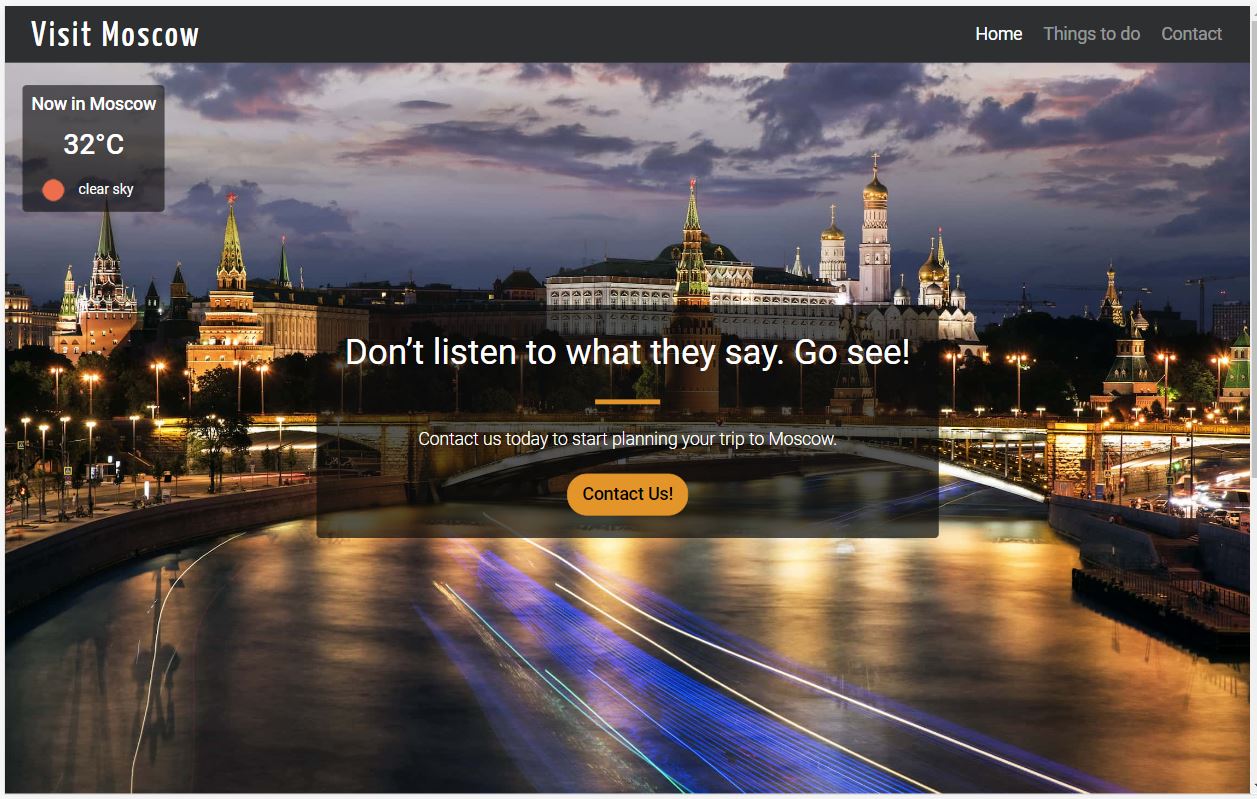 Visit Moscow
Home Things to do Contact
Now in Moscow
32°C
clear sky
Don’t listen to what they say. Go see!
Contact us today to start planning your trip to Moscow.
Contact Us!